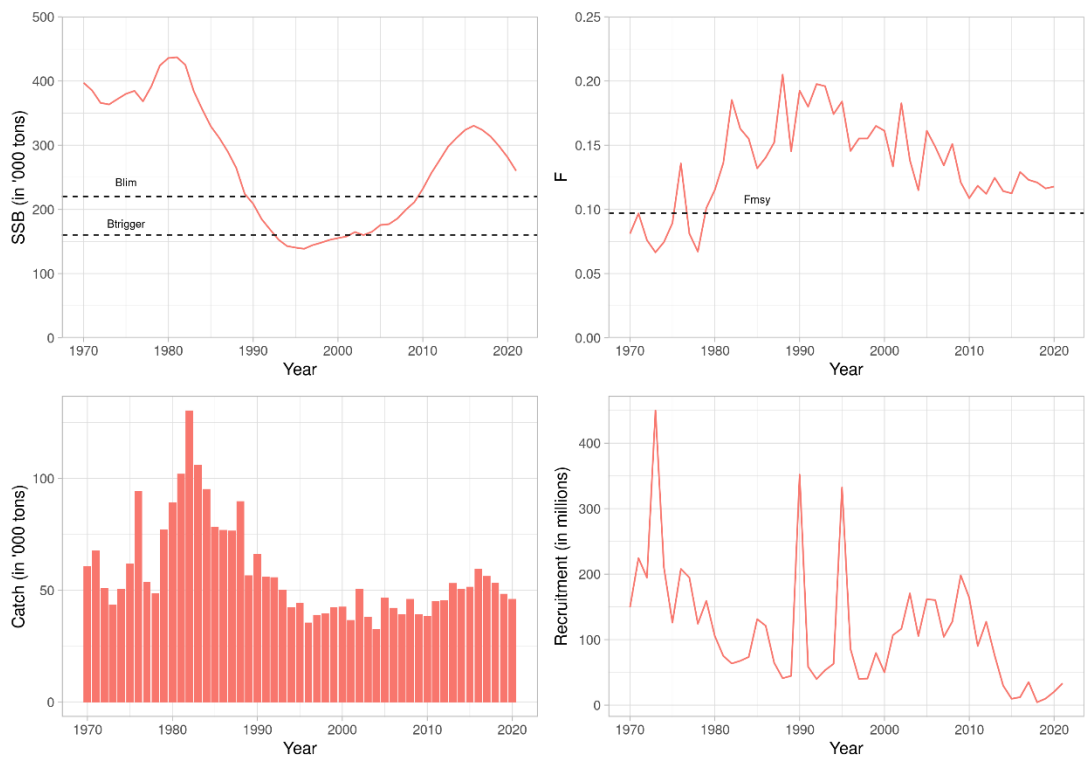 500
400
300
200
100
0
SSB (in '000 tons)
Blim
Btrigger
1970 1980 1990 2000 2010 2020
Year
0.25
0.20
0.15
0.10
0.05
0.00
F
Fmsy
1970 1980 1990 2000 2010 2020
Year
100
50
0
Catch (in '000 tons)
1970 1980 1990 2000 2010 2020
Year
400
300
200
100
0
Recruitment (in millions)
1970 1980 1990 2000 2010 2020
Year